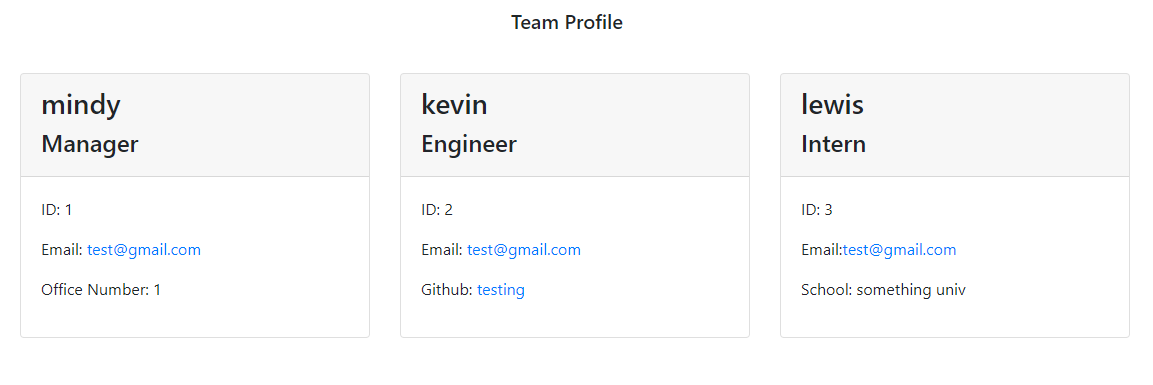 Team Profile
mindy
Manager
ID: 1
Email: test@gmail.com
Office Number: 1
kevin
Engineer
ID: 2
Email: test@gmail.com
Github: testing
lewis
Intern
ID: 3
Email:test@gmail.com
School: something univ